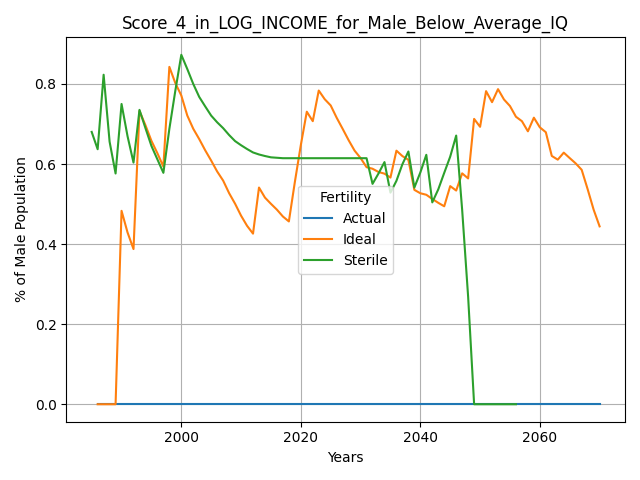 Score_4_in_LOG_INCOME_for_Male_Below_Average_IQ
% of Male Population
0.8
0.6
0.4
0.2
0.0
Fertility
Actual
Ideal
Sterile
2000
2020
2040
2060
Years